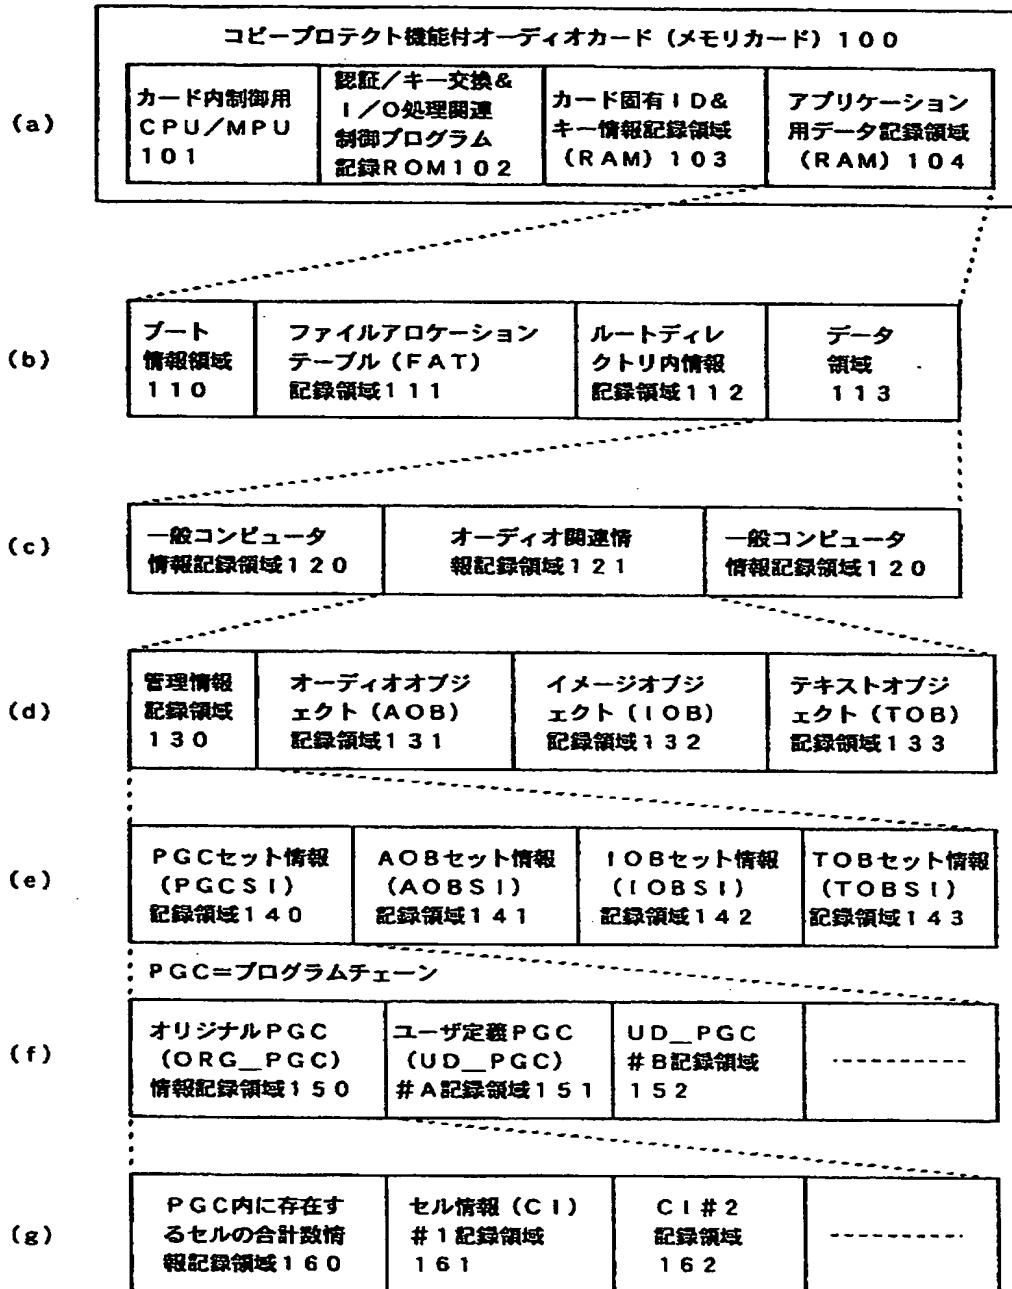 コピープロテクト機能付オーディオカード（メモリカード）１００
(a)
カード内制御用
ＣＰＵ／ＭＰＵ
１０１
認証／キー交換＆
Ｉ／Ｏ処理関連
制御プログラム
記録ＲＯＭ１０２
カード固有ＩＤ＆
キー情報記録領域
（ＲＡＭ）１０３
アプリケーション
用データ記録領域
（ＲＡＭ）１０４
(b)
ブート
情報領域
１１０
ファイルアロケーション
テーブル（ＦＡＴ）
記録領域１１１
ルートディレ
クトリ内情報
記録領域１１２
データ
領域
１１３
(c)
一般コンピュータ
情報記録領域１２０
オーディオ関連情
報記録領域１２１
一般コンピュータ
情報記録領域１２０
(d)
管理情報
記録領域
１３０
オーディオオブジ
ェクト（ＡＯＢ）
記録領域１３１
イメージオブジ
ェクト（ＩＯＢ）
記録領域１３２
テキストオブジ
ェクト（ＴＯＢ）
記録領域１３３
(e)
ＰＧＣセット情報
（ＰＧＣＳＩ）
記録領域１４０
ＡＯＢセット情報
（ＡＯＢＳＩ）
記録領域１４１
ＩＯＢセット情報
（ＩＯＢＳＩ）
記録領域１４２
ＴＯＢセット情報
（ＴＯＢＳＩ）
記録領域１４３
ＰＧＣ＝プログラムチェーン
(f)
オリジナルＰＧＣ
（ＯＲＧ＿ＰＧＣ）
情報記録領域１５０
ユーザ定義ＰＧＣ
（ＵＤ＿ＰＧＣ）
＃Ａ記録領域１５１
ＵＤ＿ＰＧＣ
＃Ｂ記録領域
１５２
(g)
ＰＧＣ内に存在す
るセルの合計数情
報記録領域１６０
セル情報（ＣＩ）
＃１記録領域
１６１
ＣＩ＃２
記録領域
１６２